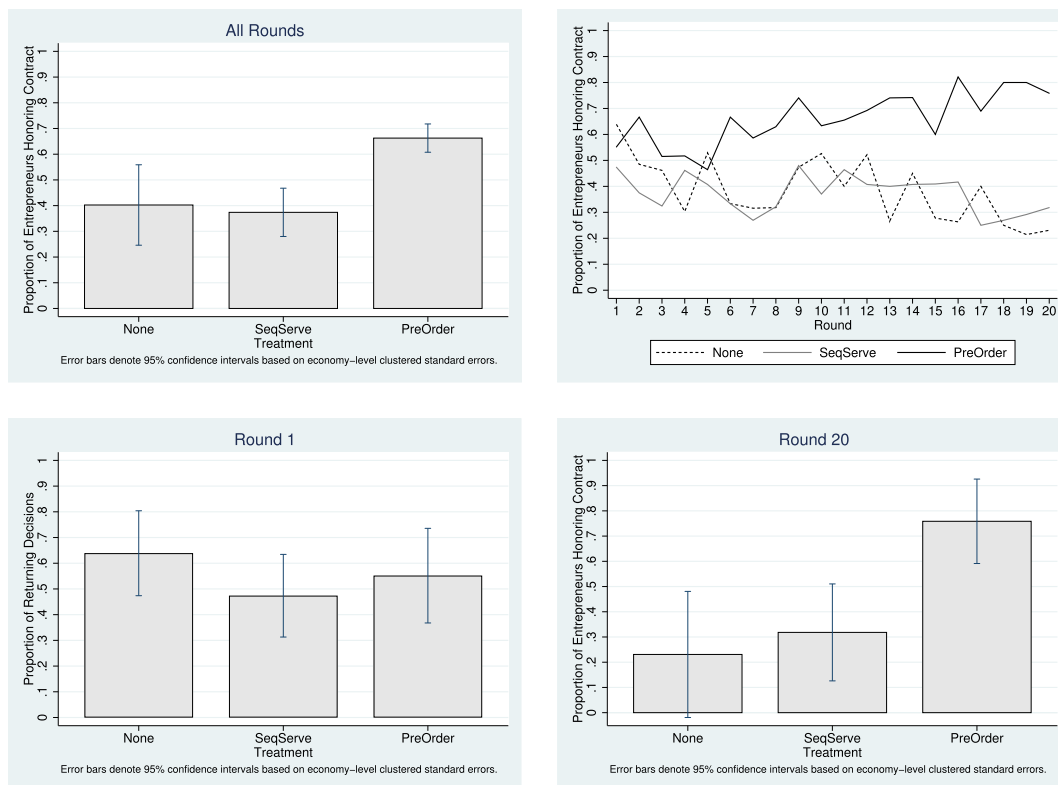 All Rounds
Proportion of Entrepreneurs Honoring Contract
0 .1 .2 .3 .4 .5 .6 .7 .8 .9 1
None SeqServe PreOrder
Treatment
Error bars denote 95% confidence intervals based on economy−level clustered standard errors.
Proportion of Entrepreneurs Honoring Contract
0 .1 .2 .3 .4 .5 .6 .7 .8 .9 1
1 2 3 4 5 6 7 8 9 10 11 12 13 14 15 16 17 18 19 20
Round
None SeqServe PreOrder
Round 1
Proportion of Returning Decisions
0 .1 .2 .3 .4 .5 .6 .7 .8 .9 1
None SeqServe PreOrder
Treatment
Error bars denote 95% confidence intervals based on economy−level clustered standard errors.
Round 20
Proportion of Entrepreneurs Honoring Contract
0 .1 .2 .3 .4 .5 .6 .7 .8 .9 1
None SeqServe PreOrder
Treatment
Error bars denote 95% confidence intervals based on economy−level clustered standard errors.